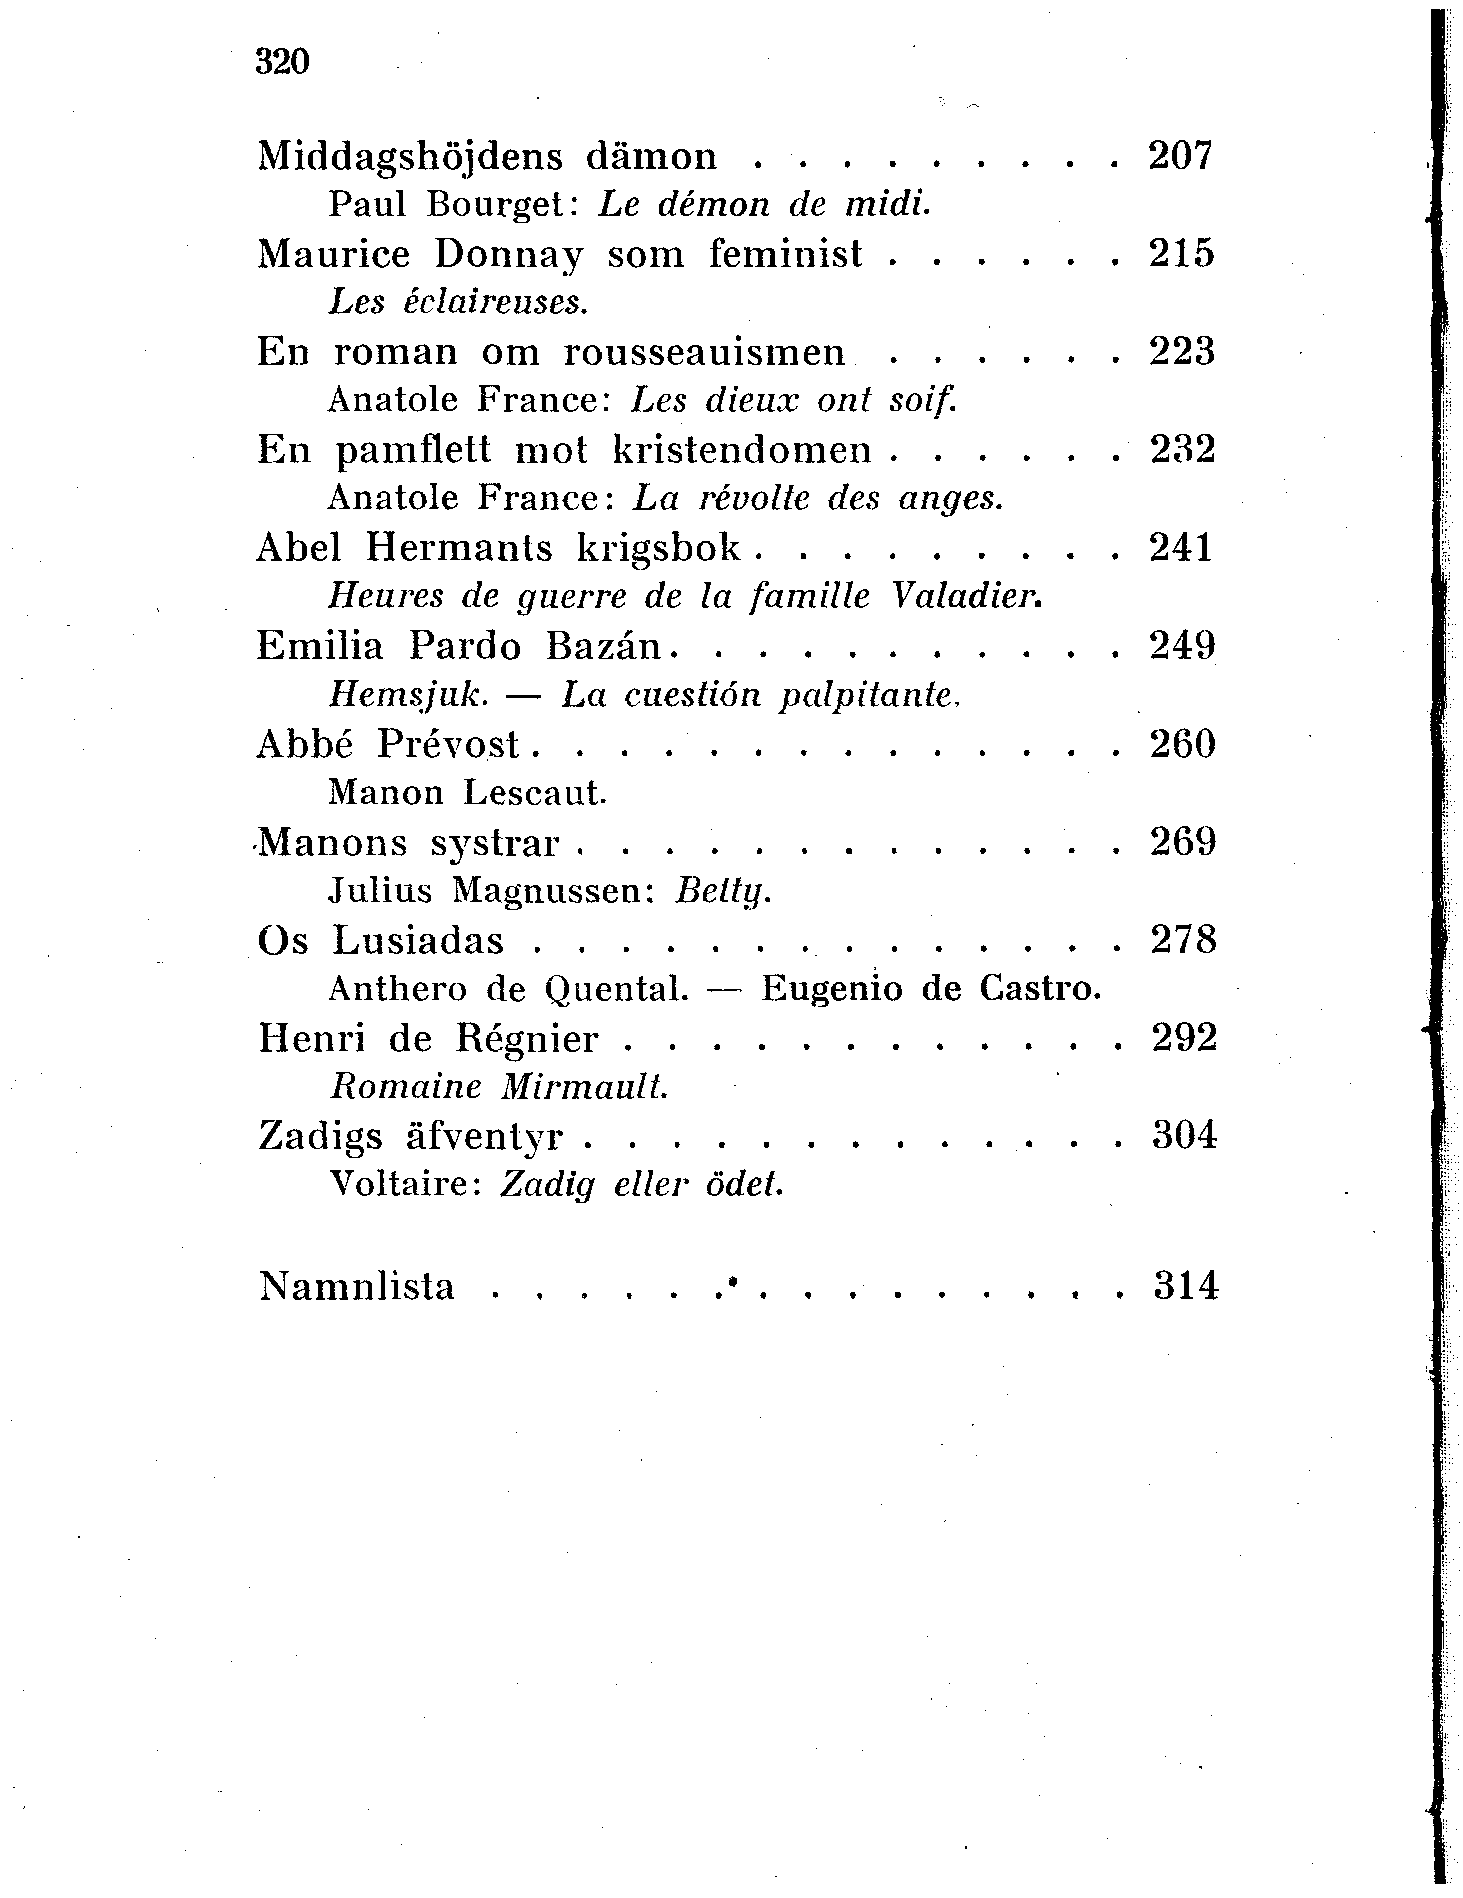 320
Middagshöjdens dämon . . . . . . . . . 207
Paul Bourget: Le démon de midi.
Maurice Donnay som feminist . . . . . . 215
Les éclaireuses.
En roman om rousseauismen . . . . . . 223
Anatole France: Les dieux ont soif.
En pamflett mot kristendomen . . . . . . 232
Anatole France: La révolte des anges.
Abel Hermants krigsbok . . . . . . . . . 241
Heures de guerre de la famille Valadier.
Emilia Pardo Bazán . . . . . . . . . . . 249
Hemsjuk. — La cuestión palpitante.
Abbé Prévost . . . . . . . . . . . . . . 260
Manon Lescaut.
Manons systrar . . . . . . . . . . . . . 269
Julius Magnussen: Betty.
Os Lusiadas . . . . . . . . . . . . . . 278
Anthero de Quental. — Eugenio de Castro.
Henri de Régnier . . . . . . . . . . . . 292
Romaine Mirmault.
Zadigs äfventyr . . . . . . . . . . . . . 304
Voltaire: Zadig eller ödet.
Namnlista . . . . . . . . . . . . . . . 314